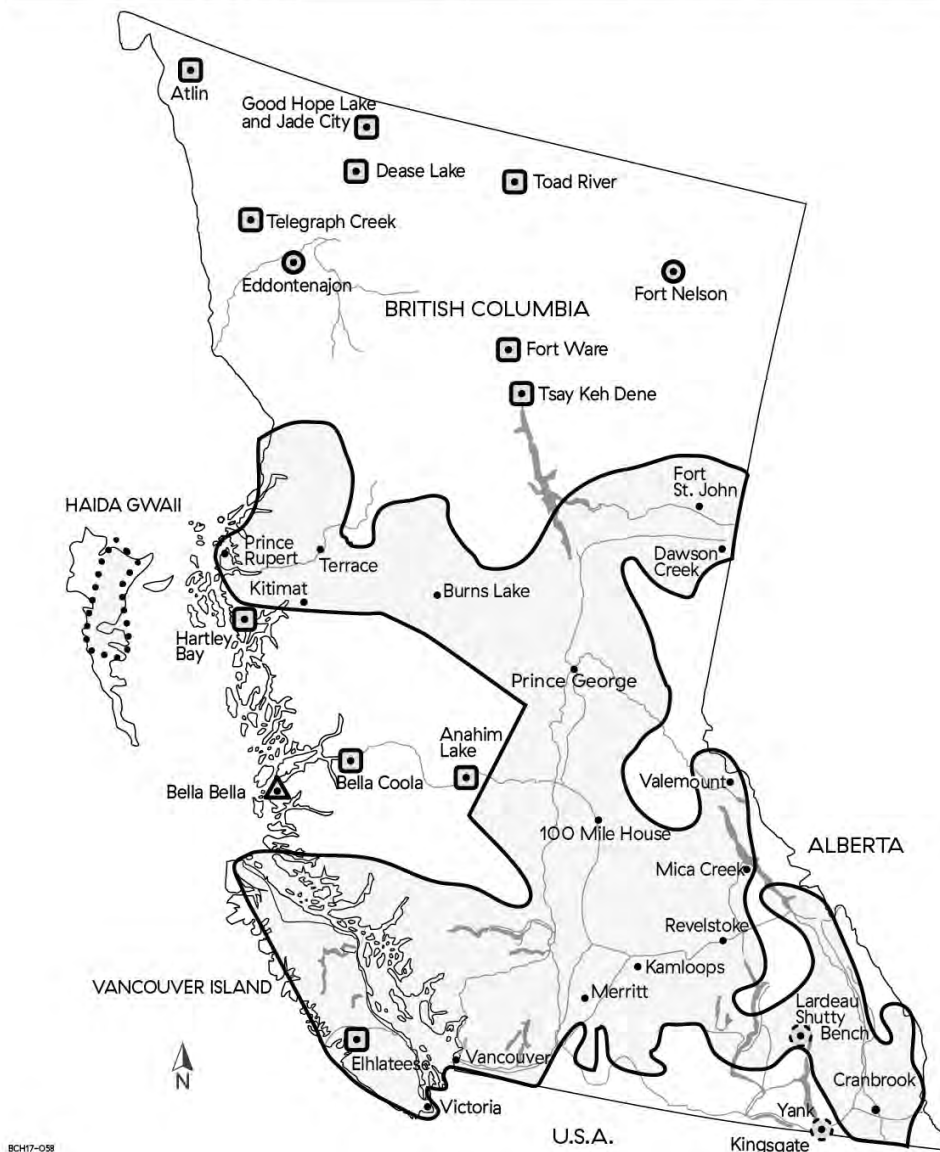 Atlin
Good Hope Lake
and Jade City
Dease Lake
Toad River
Telegraph Creek
Eddontenajon
Fort Nelson
BRITISH COLUMBIA
Fort Ware
Tsay Keh Dene
Fort
St. John
HAIDA GWAII
Prince
Rupert
Terrace
Dawson
Creek
Kitimat
Burns Lake
Hartley
Bay
Prince George
Anahim
Lake
Bella Bella
Bella Coola
Valemount
100 Mile House
ALBERTA
Mica Creek
Revelstoke
Kamloops
VANCOUVER ISLAND
Merritt
Lardeau
Shutty
Bench
Elhlateese
Vancouver
N
Cranbrook
Victoria
Yank
U.S.A.
Kingsgate
BCH17-058